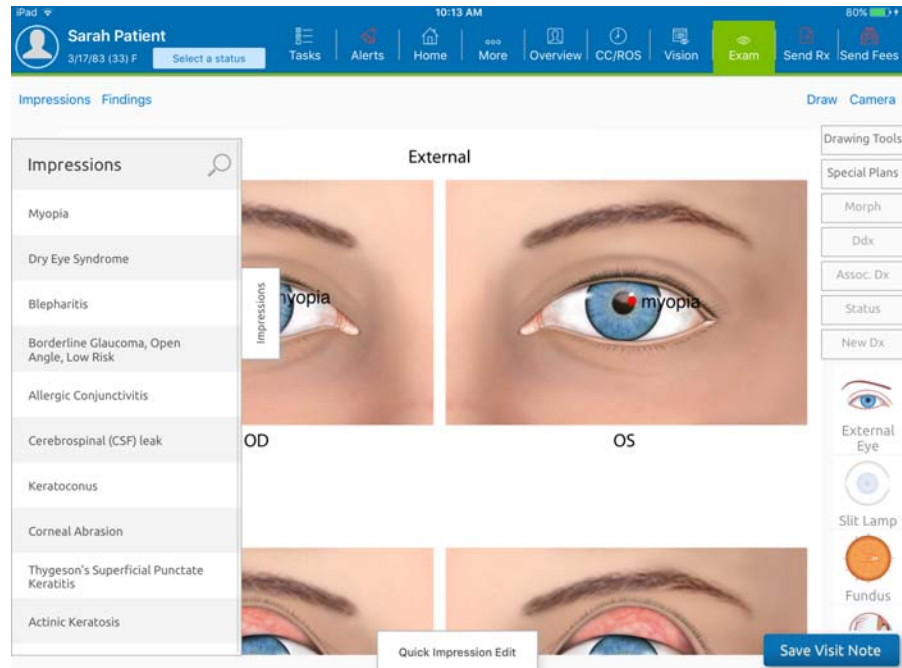 iPad
10:13 AM
80%
Sarah Patient
3/17/83 (33) F
Select a status
Tasks
Alerts
Home
More
Overview
CC/ROS
Vision
Exam
Send Rx
Send Fees
Impressions
Findings
Draw
Camera
Impressions
Myopia
Dry Eye Syndrome
Blepharitis
Borderline Glaucoma, Open
Angle, Low Risk
Allergic Conjunctivitis
Cerebrospinal (CSF) leak
Keratoconus
Corneal Abrasion
Thygeson's Superficial Punctate
Keratitis
Actinic Keratosis
Impressions
External
myopia
myopia
OD
OS
Quick Impression Edit
Drawing Tools
Special Plans
Morph
Ddx
Assoc. Dx
Status
New Dx
External
Eye
Slit Lamp
Fundus
Save Visit Note